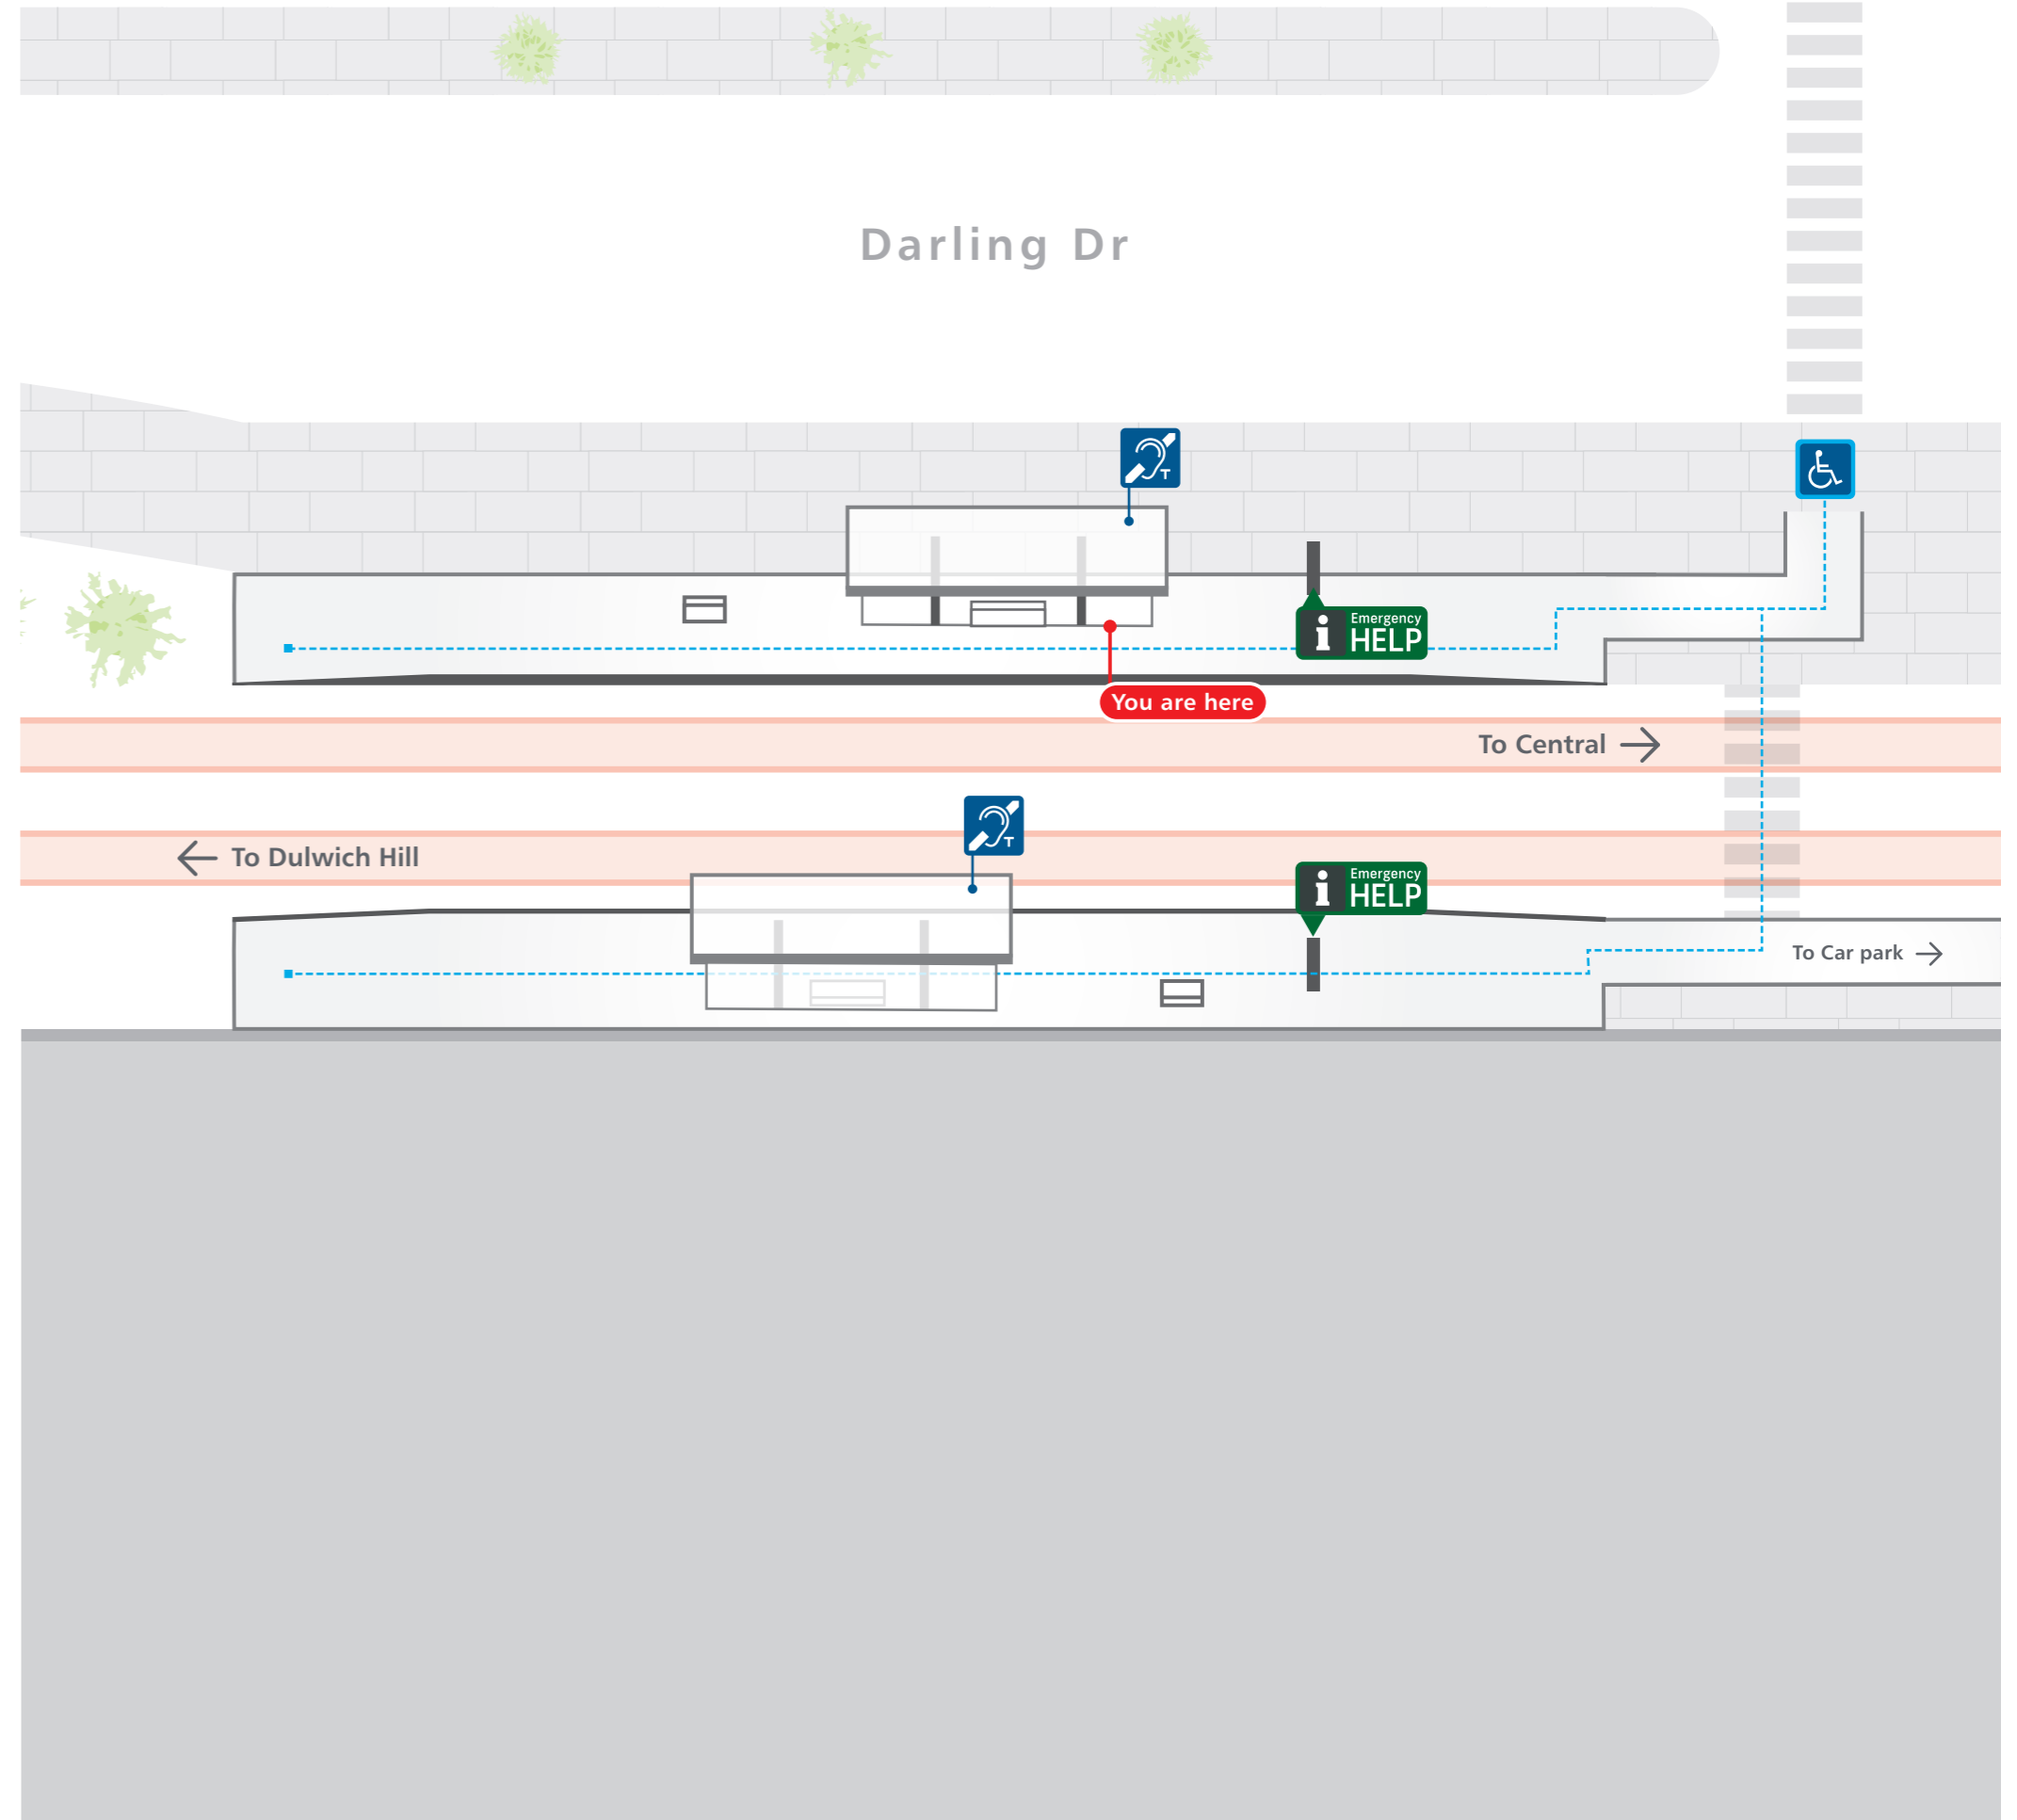 Darling Dr
T
Emergency
i HELP
You are here
To Central
T
To Dulwich Hill
Emergency
i HELP
To Car park